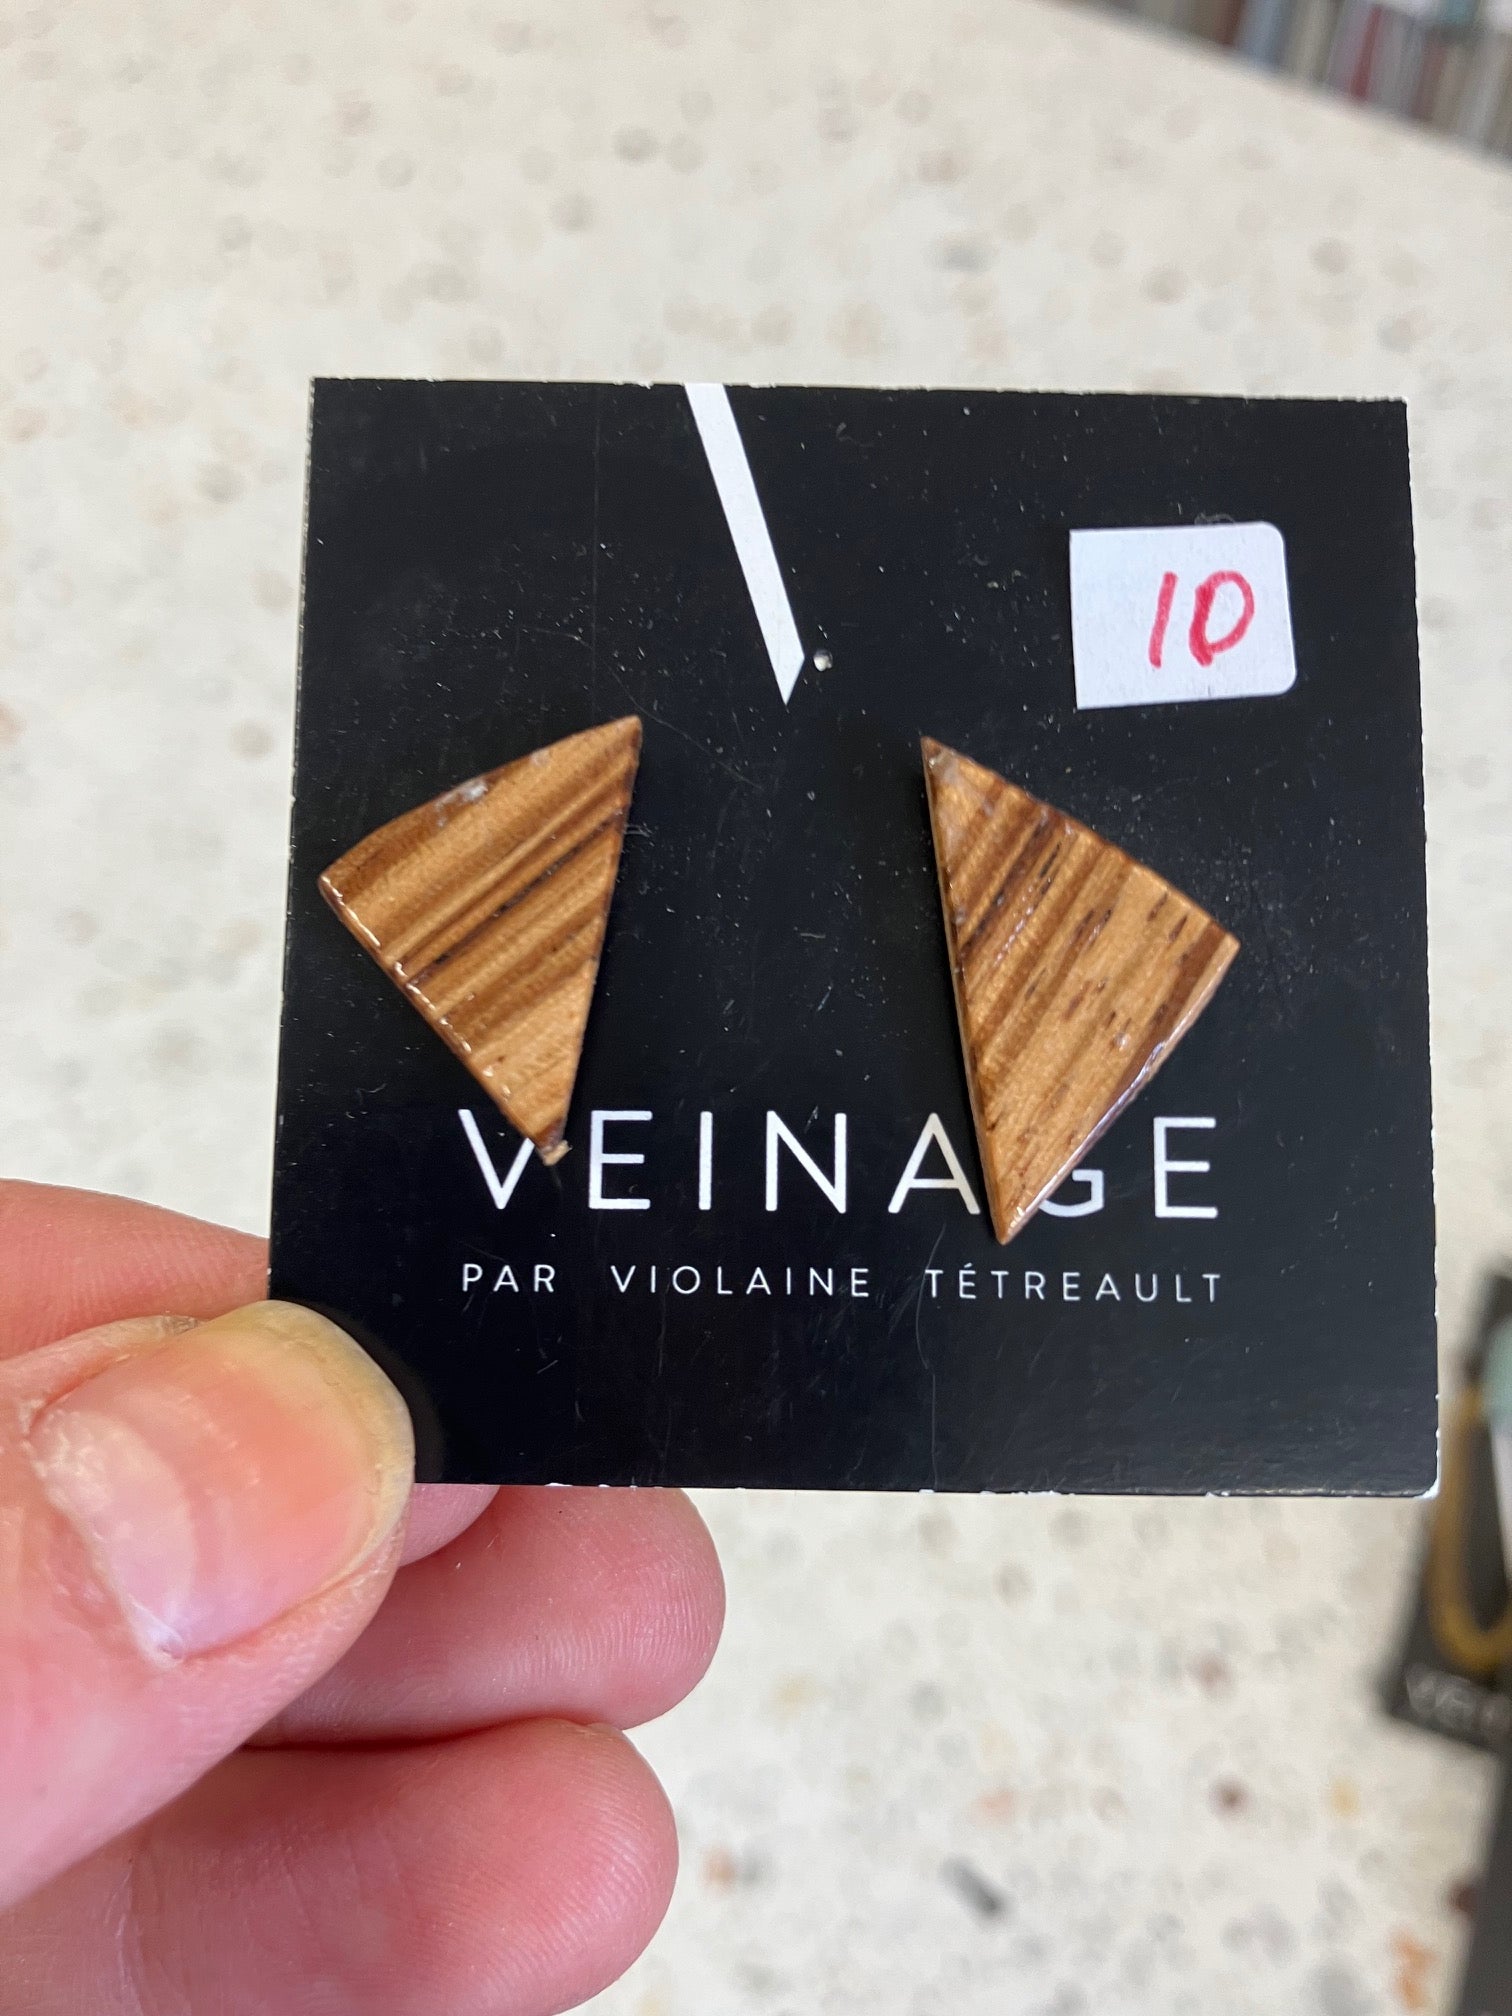 10
VEINAGE
PAR VIOLAINE TÉTREAULT